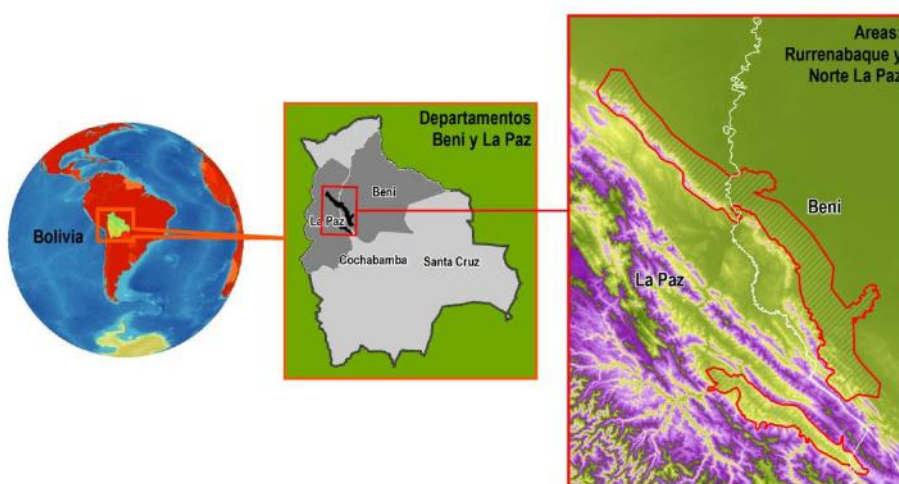 Bolivia
Departamentos
Beni y La Paz
Beni
La Paz
Cochabamba
Santa Cruz
Areas:
Rurrenabaque y
Norte La Paz
Beni
La Paz